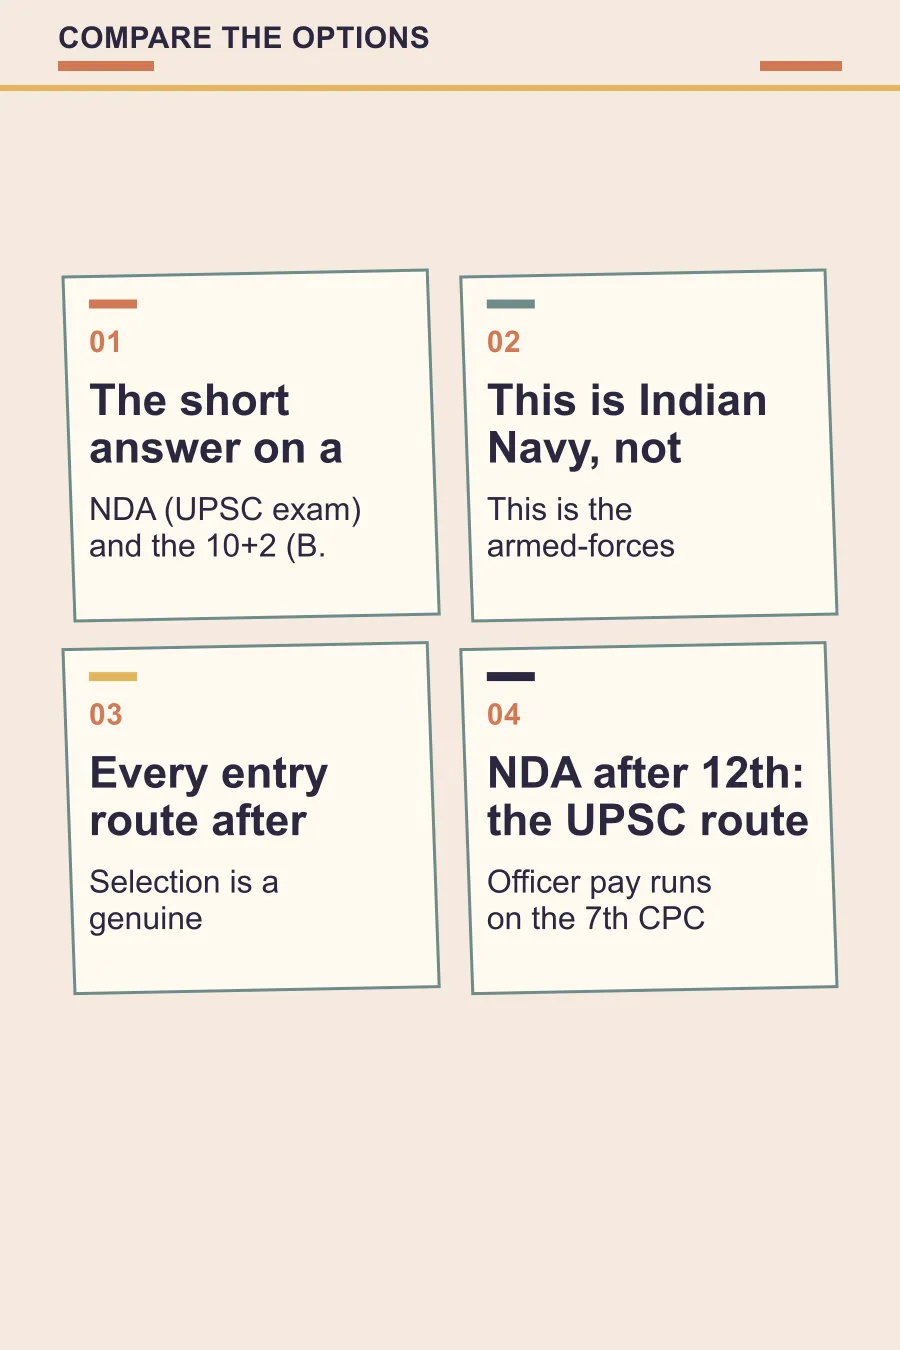 COMPARE THE OPTIONS
01
The short
answer on a
NDA (UPSC exam)
and the 10+2 (B.
02
This is Indian
Navy, not
This is the
armed-forces
03
Every entry
route after
Selection is a
genuine
04
NDA after 12th:
the UPSC route
Officer pay runs
on the 7th CPC